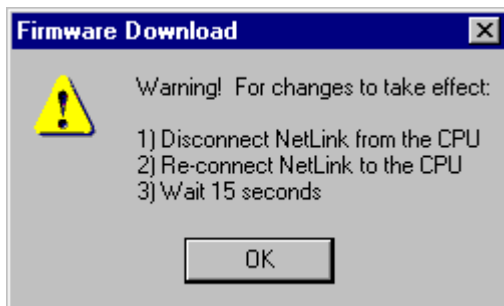 Firmware Download
Warning!  For changes to take effect:
1) Disconnect NetLink from the CPU
2) Re-connect NetLink to the CPU
3) Wait 15 seconds
OK